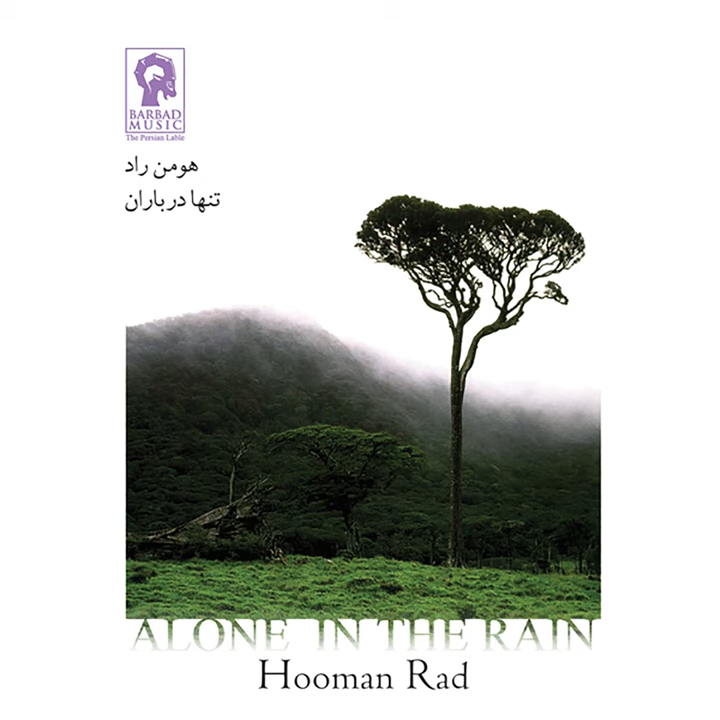 BARBAD
MUSIC
The Persian Lable
هومن راد
تنها در باران
ALONE IN THE RAIN
Hooman Rad